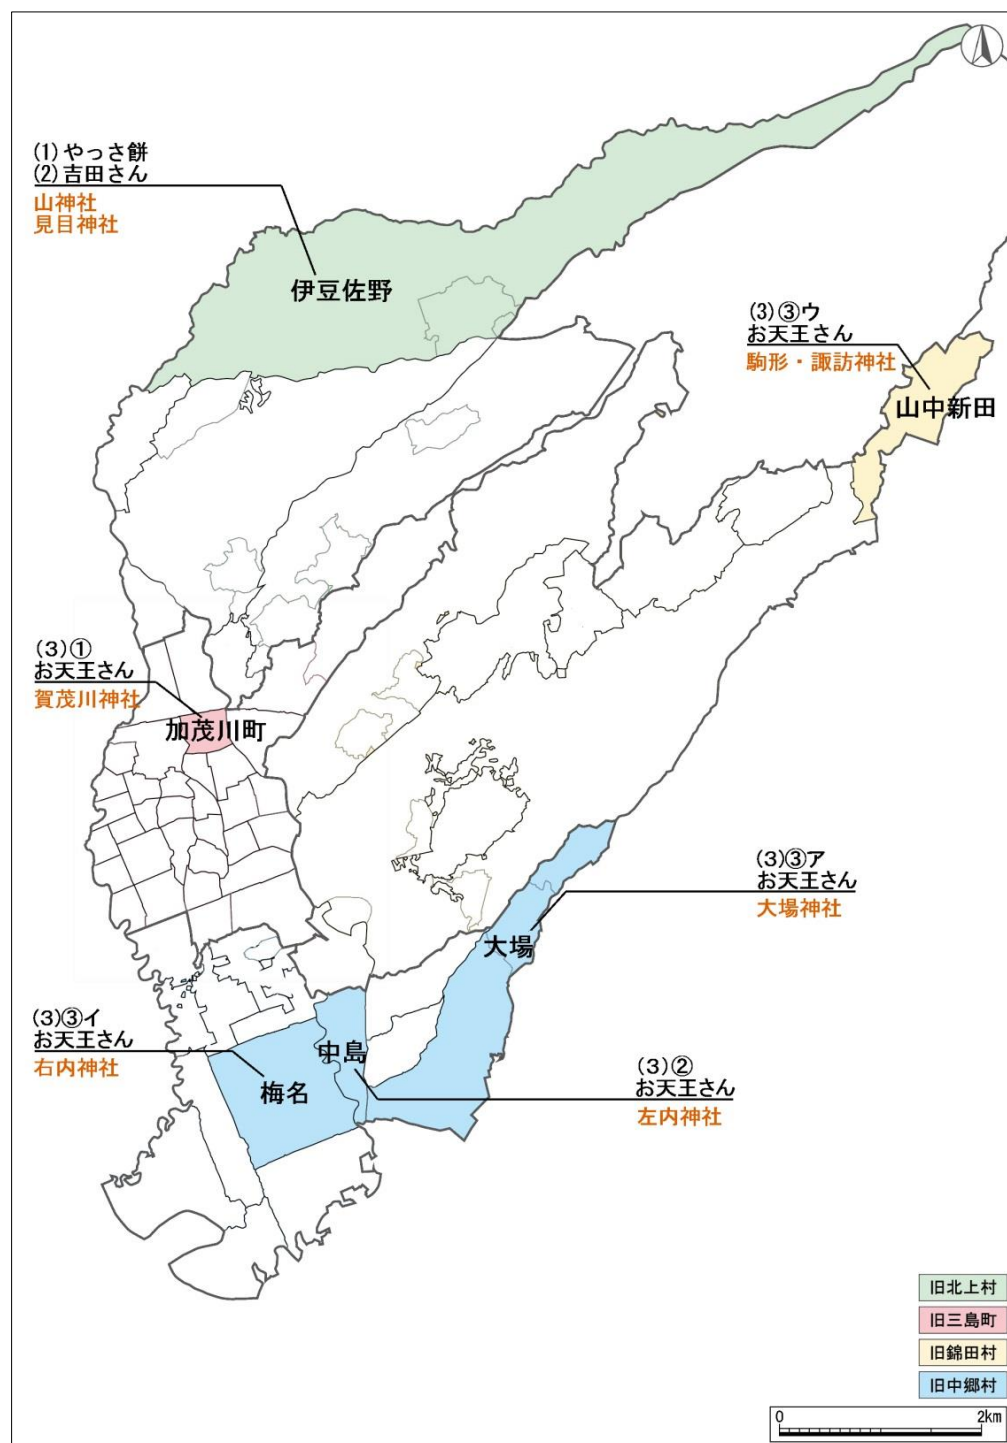 (1)やっさ餅
(2)吉田さん
山神社
見目神社
伊豆佐野
(3)③ウ
お天王さん
駒形・諏訪神社
山中新田
(3)①
お天王さん
賀茂川神社
加茂川町
(3)③ア
お天王さん
大場神社
大場
(3)③イ
お天王さん
右内神社
中島
梅名
(3)②
お天王さん
左内神社
旧北上村
旧三島町
旧錦田村
旧中郷村
0 2km